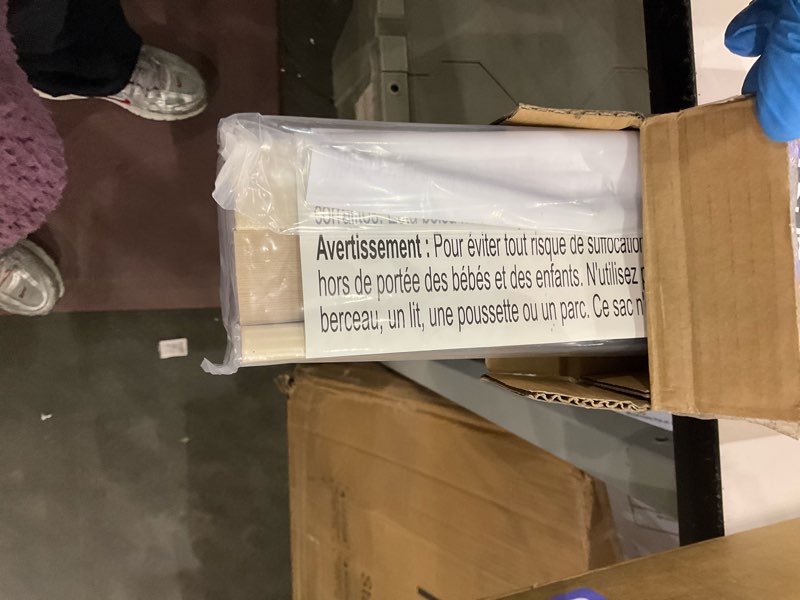 Avertissement : Pour éviter tout risque de suffocation
hors de portée des bébés et des enfants. N'utilisez
berceau, un lit, une poussette ou un parc. Ce sac